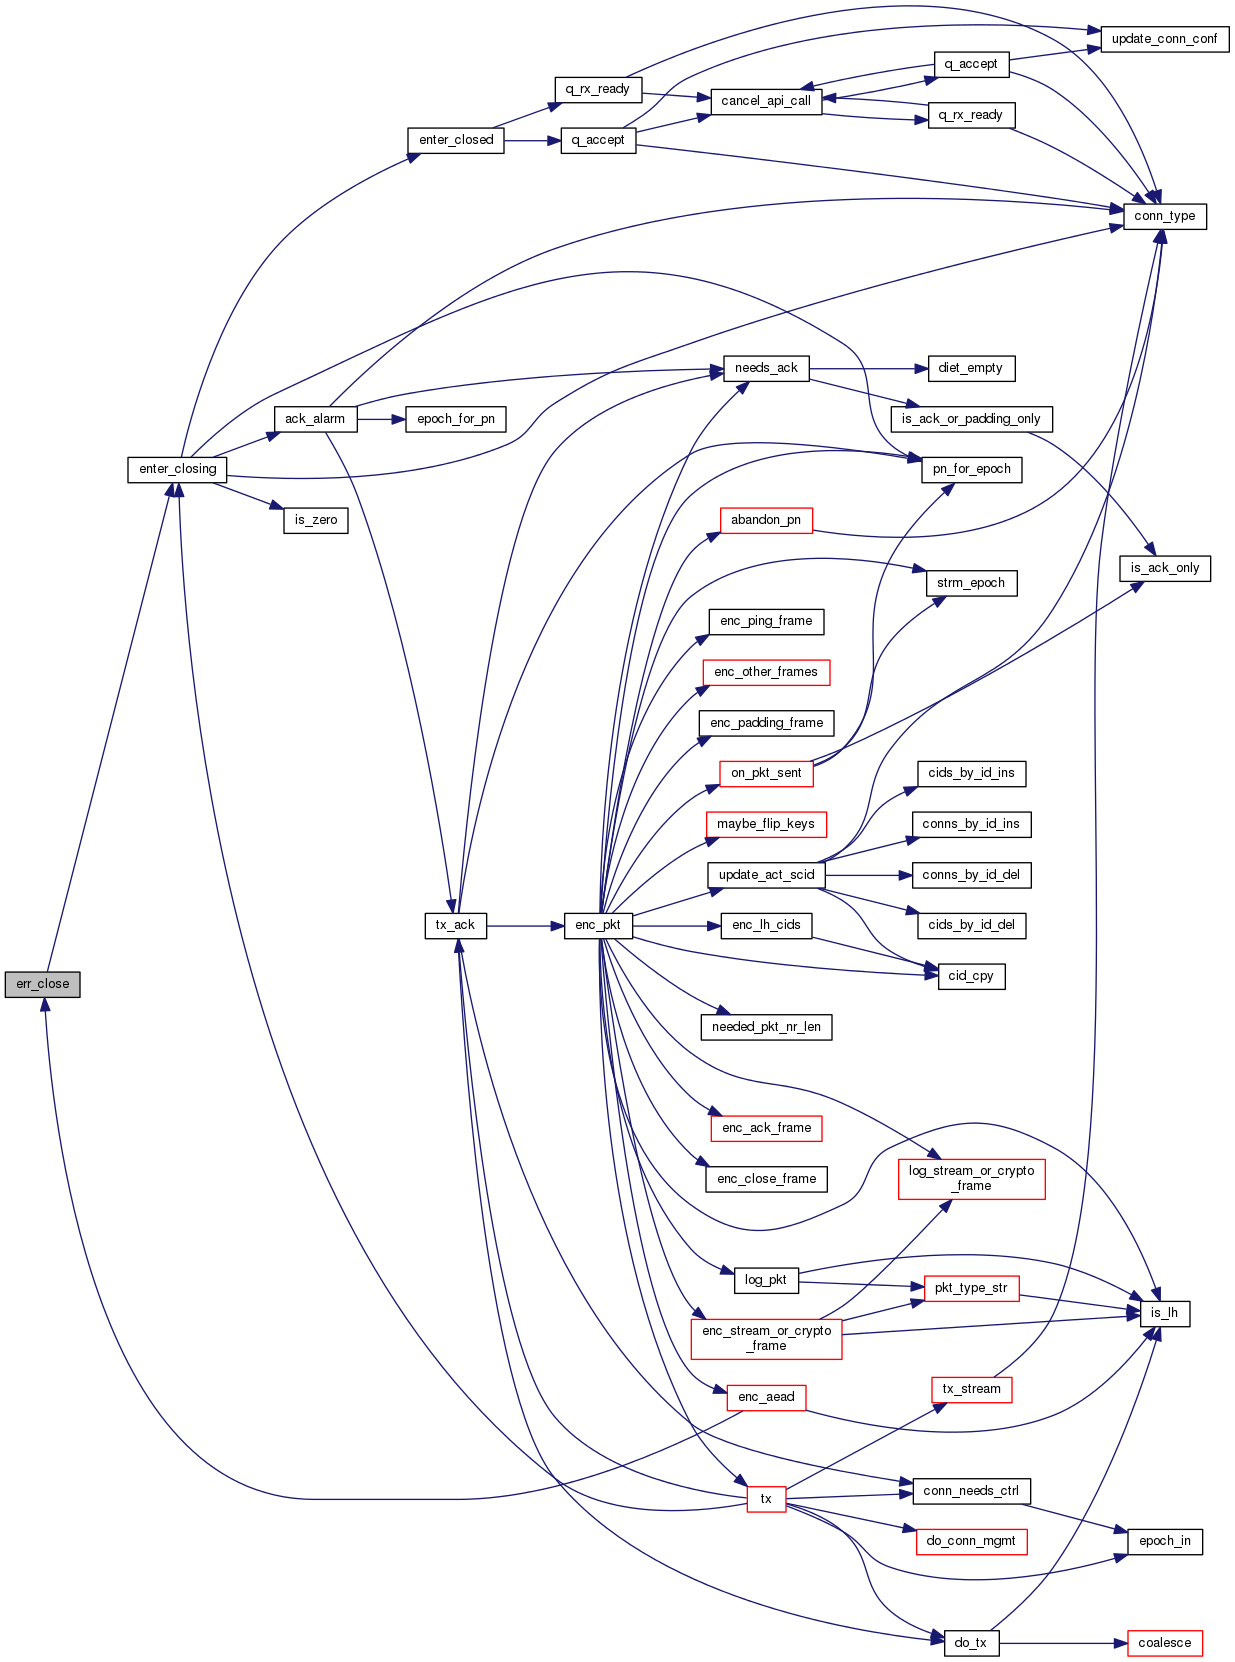 update_conn_conf
q_accept
q_rx_ready
cancel_api_call
q_rx_ready
enter_closed
q_accept
conn_type
needs_ack
diet_empty
ack_alarm
epoch_for_pn
is_ack_or_padding_only
enter_closing
pn_for_epoch
is_zero
abandon_pn
is_ack_only
strm_epoch
enc_ping_frame
enc_other_frames
enc_padding_frame
on_pkt_sent
cids_by_id_ins
maybe_flip_keys
conns_by_id_ins
update_act_scid
conns_by_id_del
tx_ack
enc_pkt
enc_lh_cids
cids_by_id_del
err_close
cid_cpy
needed_pkt_nr_len
enc_ack_frame
enc_close_frame
log_stream_or_crypto
_frame
log_pkt
pkt_type_str
is_lh
enc_stream_or_crypto
_frame
enc_aead
tx_stream
tx
conn_needs_ctrl
do_conn_mgmt
epoch_in
do_tx
coalesce